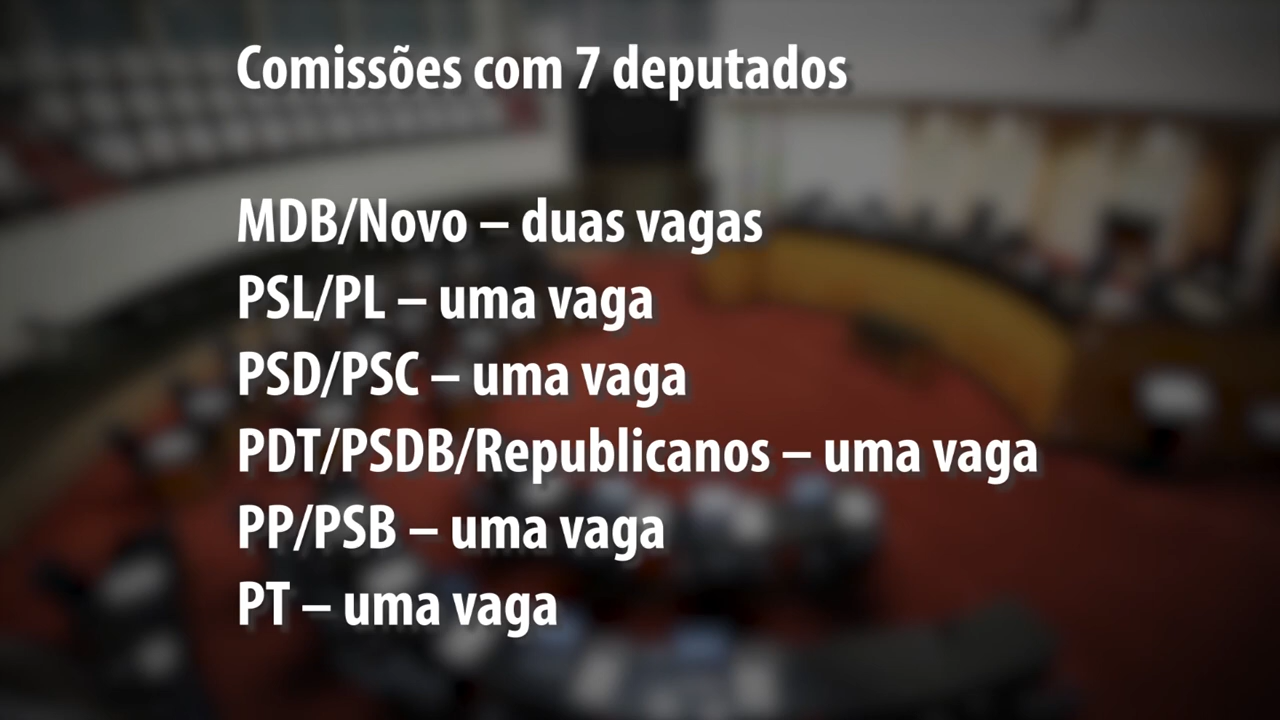 Comissões com 7 deputados
MDB/Novo – duas vagas
PSL/PL – uma vaga
PSD/PSC – uma vaga
PDT/PSDB/Republicanos – uma vaga
PP/PSB – uma vaga
PT – uma vaga